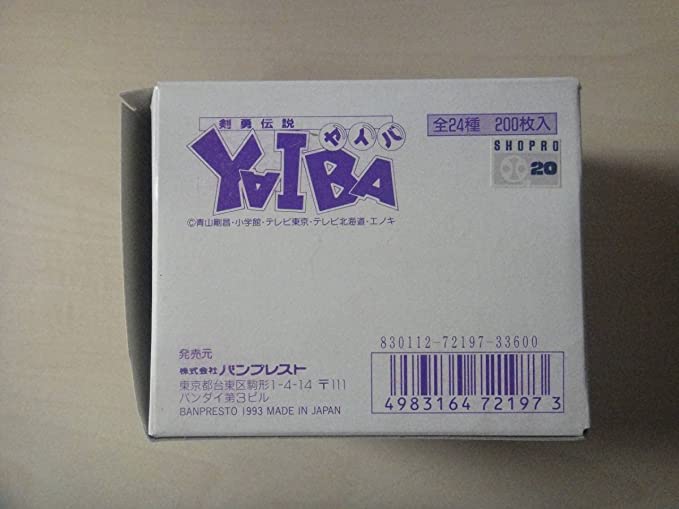 剣勇伝説
ヤイバ
YAIBA
©青山剛昌・小学館・テレビ東京・テレビ北海道・エノキ
全24種 200枚入
SHOPRO
20
発売元
株式会社 バンプレスト
東京都台東区駒形1-4-14 〒111
バンダイ第3ビル
BANPRESTO 1993 MADE IN JAPAN
830112-72197-33600
4983164721973